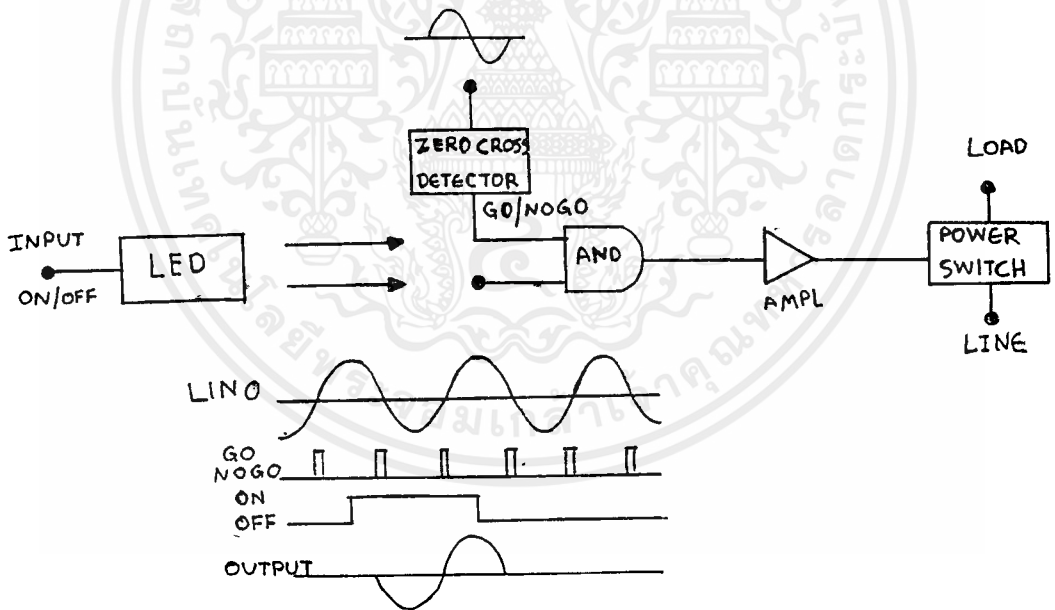 ZERO CROSS
DETECTOR
GO/NOGO
INPUT
ON/OFF
LED
AND
AMPL
LOAD
POWER
SWITCH
LINE
LINO
GO
NOGO
ON
OFF
OUTPUT